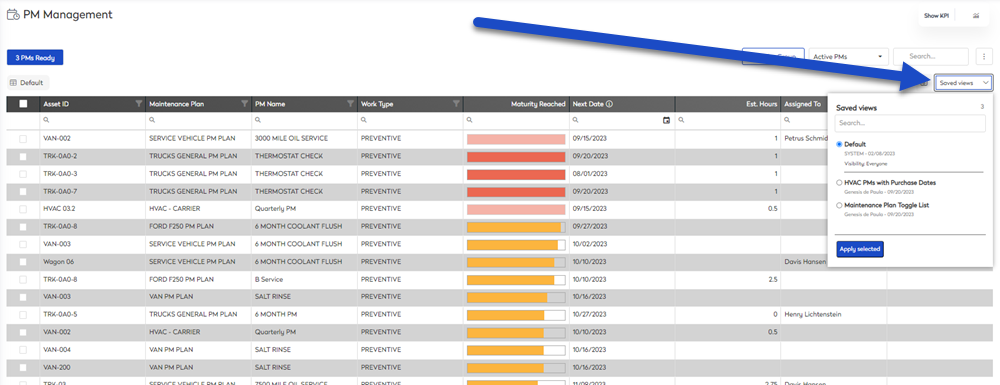 PM Management
Show KPI
3 PMs Ready
Active PMs
Search...
Default
Saved views
Asset ID Maintenance Plan PM Name Work Type Maturity Reached Next Date Est. Hours Assigned To
VAN-002 SERVICE VEHICLE PM PLAN 3000 MILE OIL SERVICE PREVENTIVE 09/15/2023 1 Petrus Schmid
TRK-0A0-2 TRUCKS GENERAL PM PLAN THERMOSTAT CHECK PREVENTIVE 09/20/2023 1
TRK-0A0-3 TRUCKS GENERAL PM PLAN THERMOSTAT CHECK PREVENTIVE 08/01/2023 1
TRK-0A0-7 TRUCKS GENERAL PM PLAN THERMOSTAT CHECK PREVENTIVE 09/20/2023 1
HVAC 03.2 HVAC - CARRIER Quarterly PM PREVENTIVE 09/15/2023 0.5
TRK-0A0-8 FORD F250 PM PLAN 6 MONTH COOLANT FLUSH PREVENTIVE 09/27/2023
VAN-003 SERVICE VEHICLE PM PLAN 6 MONTH COOLANT FLUSH PREVENTIVE 10/02/2023
Wagon 06 SERVICE VEHICLE PM PLAN 6 MONTH COOLANT FLUSH PREVENTIVE 10/10/2023 Davis Hansen
TRK-0A0-8 FORD F250 PM PLAN B Service PREVENTIVE 10/10/2023 2.5
VAN-003 VAN PM PLAN SALT RINSE PREVENTIVE 10/16/2023
TRK-0A0-5 TRUCKS GENERAL PM PLAN 6 MONTH PM PREVENTIVE 10/27/2023 0 Henry Lichtenstein
VAN-002 HVAC - CARRIER Quarterly PM PREVENTIVE 10/10/2023 0.5
VAN-004 VAN PM PLAN SALT RINSE PREVENTIVE 10/16/2023
VAN-200 VAN PM PLAN SALT RINSE PREVENTIVE 10/16/2023
TRK-03 SERVICE VEHICLE PM PLAN 7500 MILE OIL SERVICE PREVENTIVE 11/08/2023 2.75 Davis Hansen
Saved views 3
Search...
Default
SYSTEM - 02/08/2023
Visibility: Everyone
HVAC PMs with Purchase Dates
Genesis de Paula - 09/20/2023
Maintenance Plan Toggle List
Genesis de Paula - 09/20/2023
Apply selected